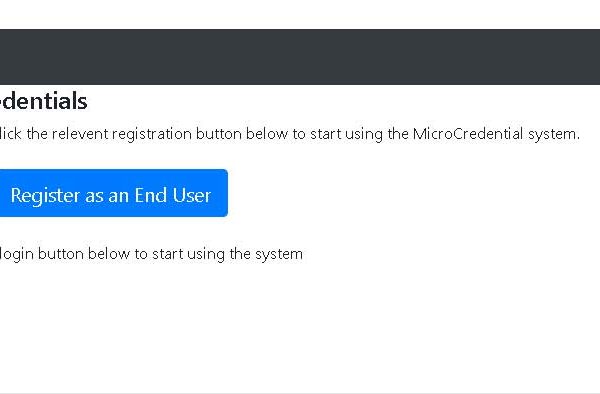 edentials
lick the relevent registration button below to start using the MicroCredential system.
Register as an End User
login button below to start using the system